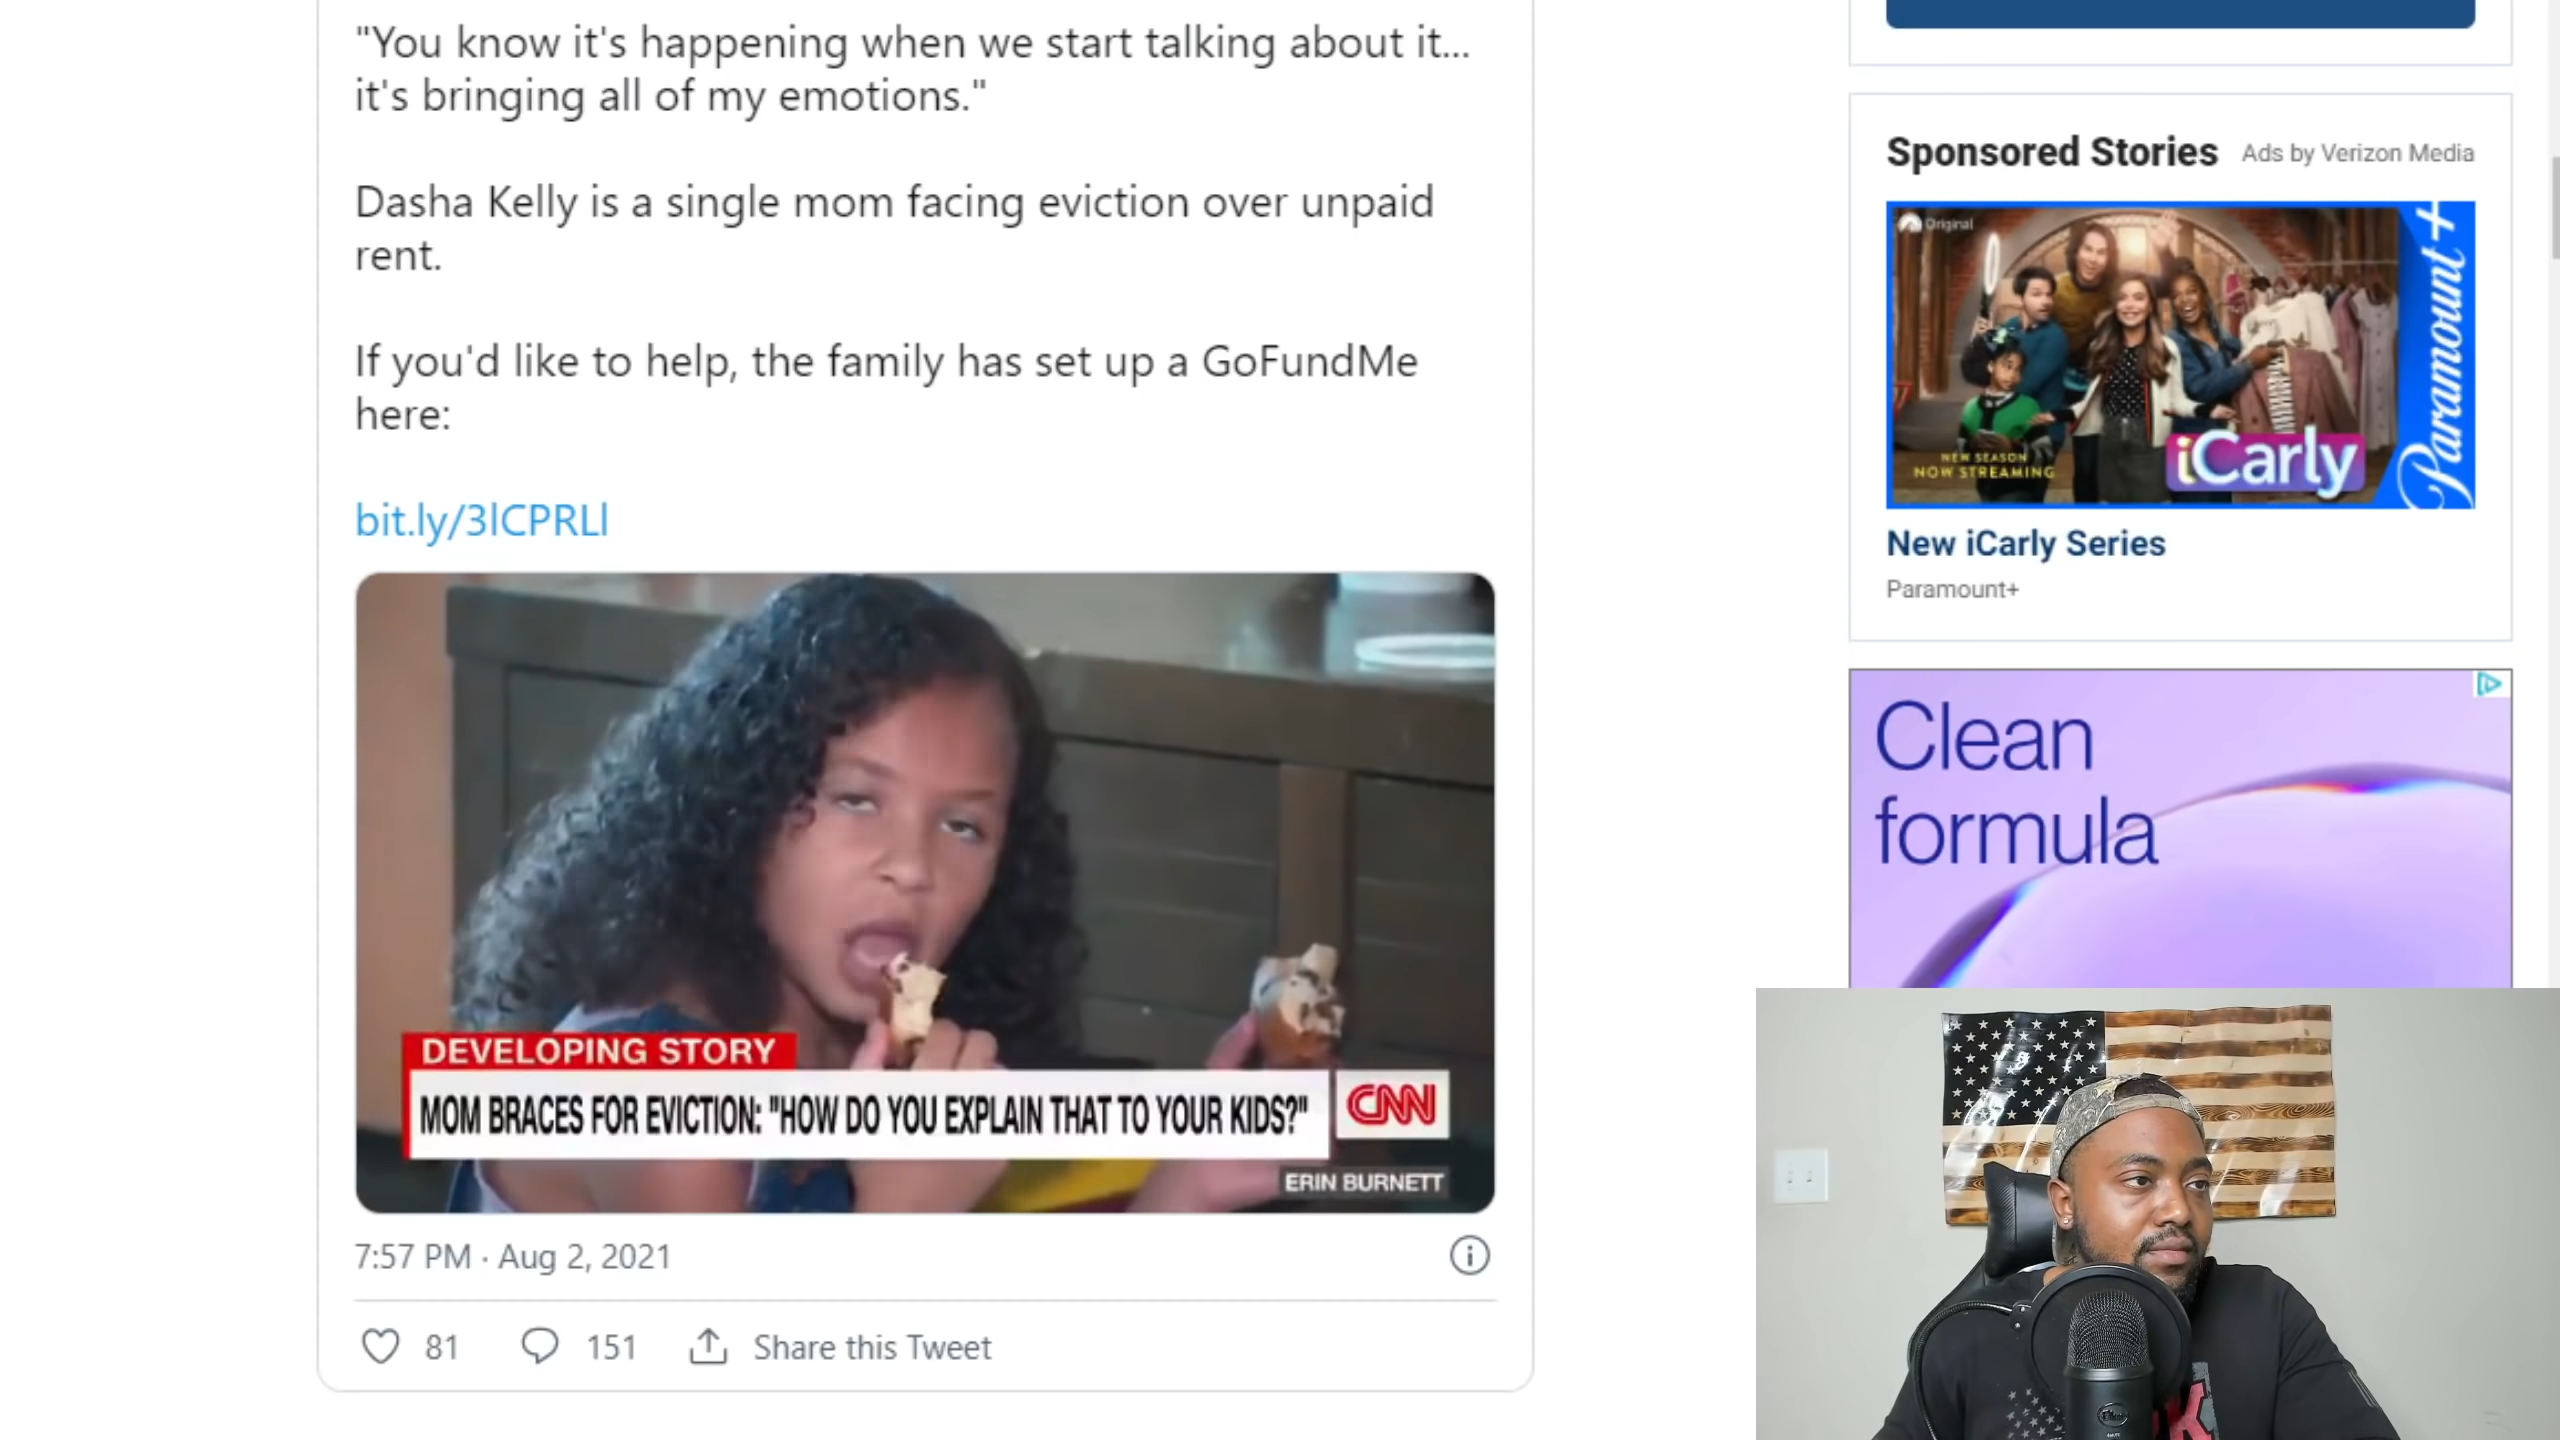 "You know it's happening when we start talking about it...
it's bringing all of my emotions."
Dasha Kelly is a single mom facing eviction over unpaid
rent.
If you'd like to help, the family has set up a GoFundMe
here:
bit.ly/3lCPRLl
DEVELOPING STORY
MOM BRACES FOR EVICTION: "HOW DO YOU EXPLAIN THAT TO YOUR KIDS?"
CNN
ERIN BURNETT
7:57 PM · Aug 2, 2021
81
151
Share this Tweet
Sponsored Stories
Ads by Verizon Media
Original
NEW SEASON
NOW STREAMING
iCarly
Paramount+
New iCarly Series
Paramount+
Clean
formula